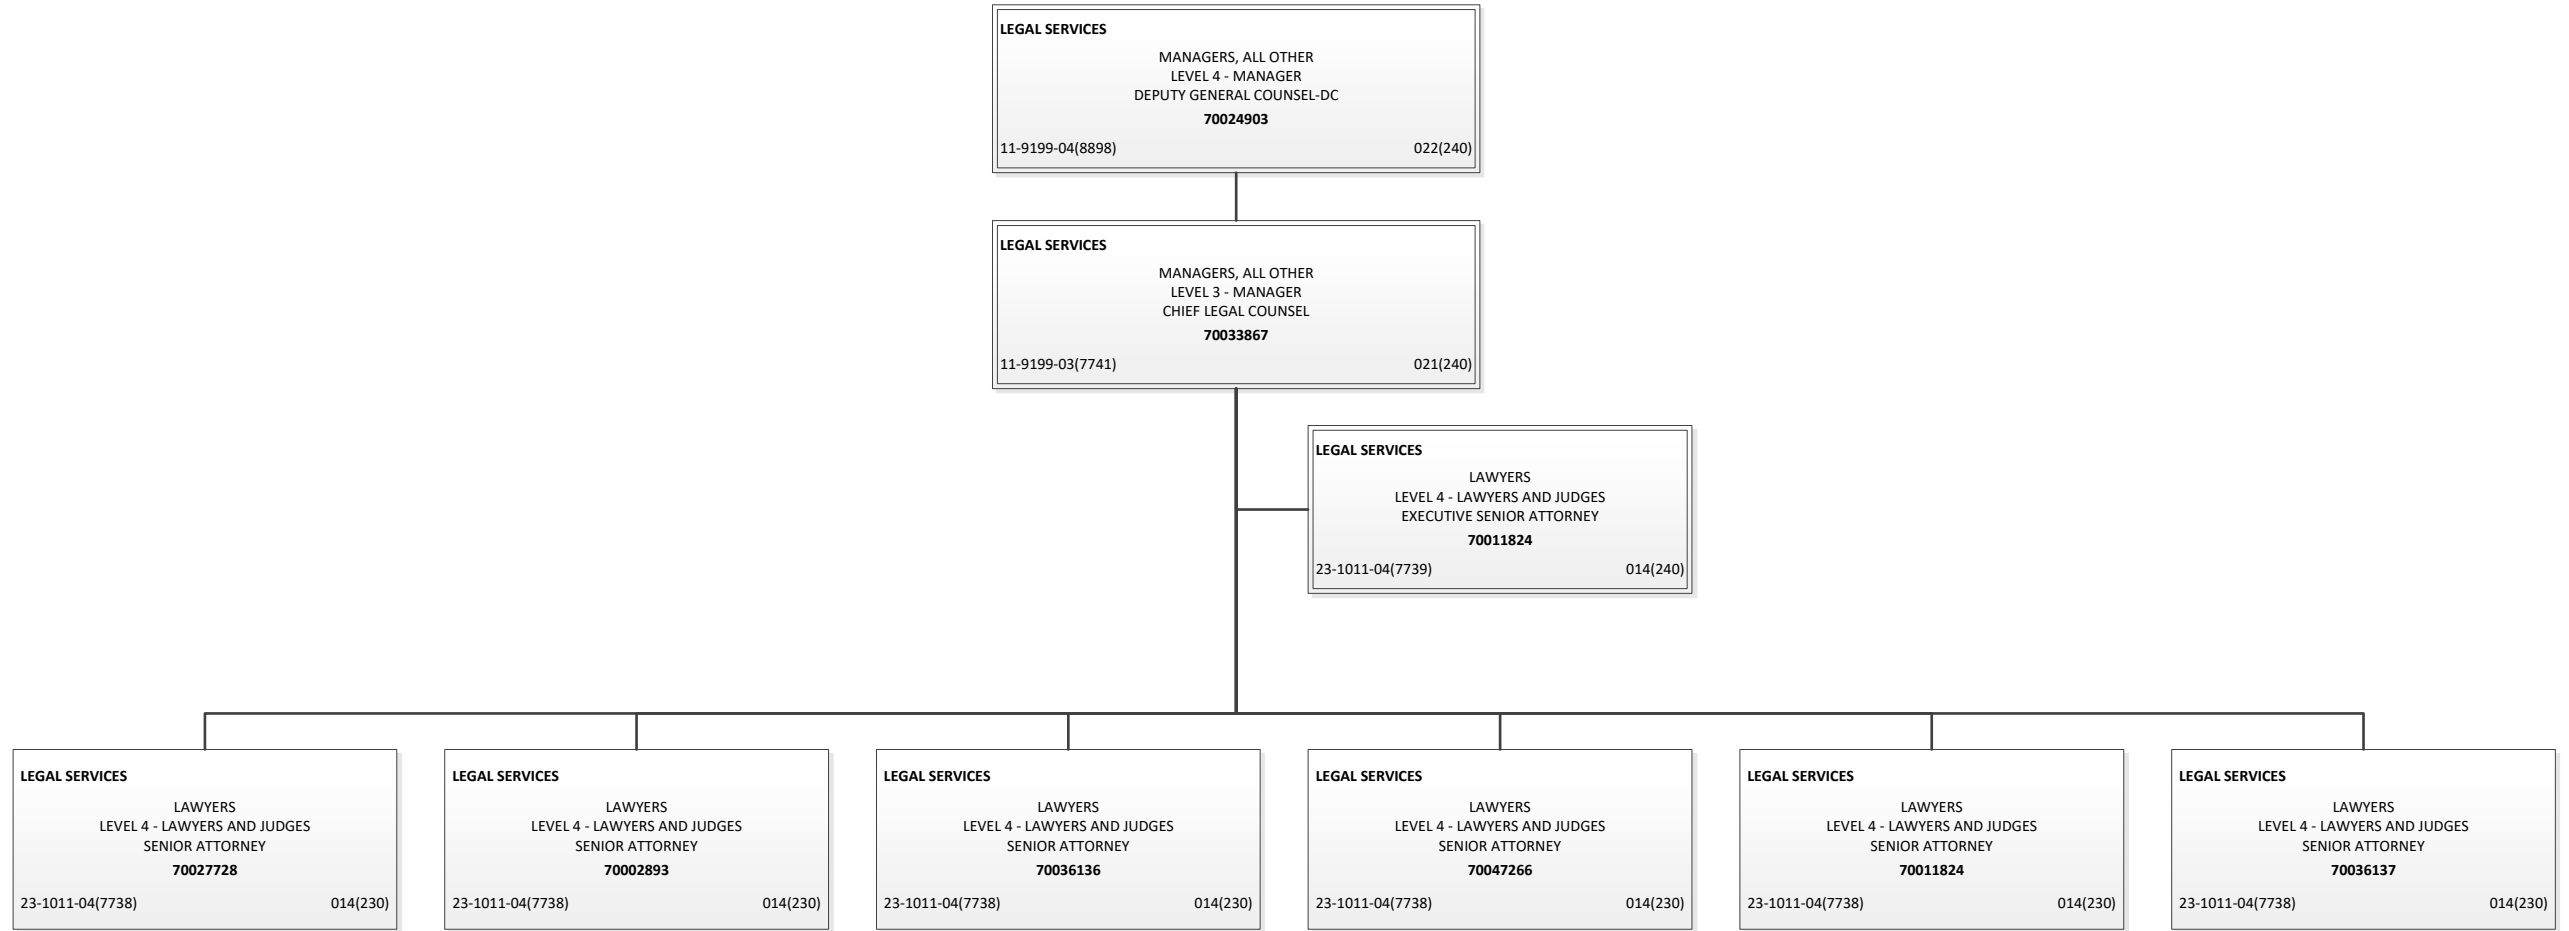 LEGAL SERVICES
MANAGERS, ALL OTHER
LEVEL 4 - MANAGER
DEPUTY GENERAL COUNSEL-DC
70024903
11-9199-04(8898) 022(240)
LEGAL SERVICES
MANAGERS, ALL OTHER
LEVEL 3 - MANAGER
CHIEF LEGAL COUNSEL
70033867
11-9199-03(7741) 021(240)
LEGAL SERVICES
LAWYERS
LEVEL 4 - LAWYERS AND JUDGES
EXECUTIVE SENIOR ATTORNEY
70011824
23-1011-04(7739) 014(240)
LEGAL SERVICES
LAWYERS
LEVEL 4 - LAWYERS AND JUDGES
SENIOR ATTORNEY
70027728
23-1011-04(7738) 014(230)
LEGAL SERVICES
LAWYERS
LEVEL 4 - LAWYERS AND JUDGES
SENIOR ATTORNEY
70002893
23-1011-04(7738) 014(230)
LEGAL SERVICES
LAWYERS
LEVEL 4 - LAWYERS AND JUDGES
SENIOR ATTORNEY
70036136
23-1011-04(7738) 014(230)
LEGAL SERVICES
LAWYERS
LEVEL 4 - LAWYERS AND JUDGES
SENIOR ATTORNEY
70047266
23-1011-04(7738) 014(230)
LEGAL SERVICES
LAWYERS
LEVEL 4 - LAWYERS AND JUDGES
SENIOR ATTORNEY
70011824
23-1011-04(7738) 014(230)
LEGAL SERVICES
LAWYERS
LEVEL 4 - LAWYERS AND JUDGES
SENIOR ATTORNEY
70036137
23-1011-04(7738) 014(230)